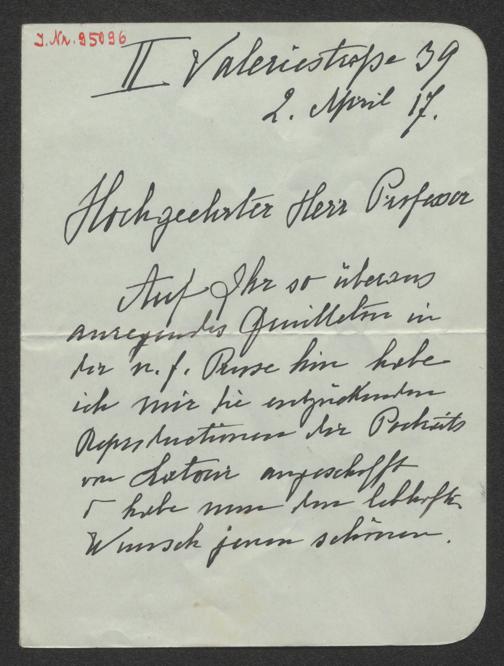 J.Nr. 95096
II Valeriestraße 39
2. April 17.
Hochgeehrter Herr Professor
Auf Ihr so überaus
anregendes Feuilleton in
der n. f. Presse hin habe
ich mir die entzückenden
Reproductionen der Portraits
von Latour angeschafft
& habe nun den lebhaften
Wunsch jenen schönen.